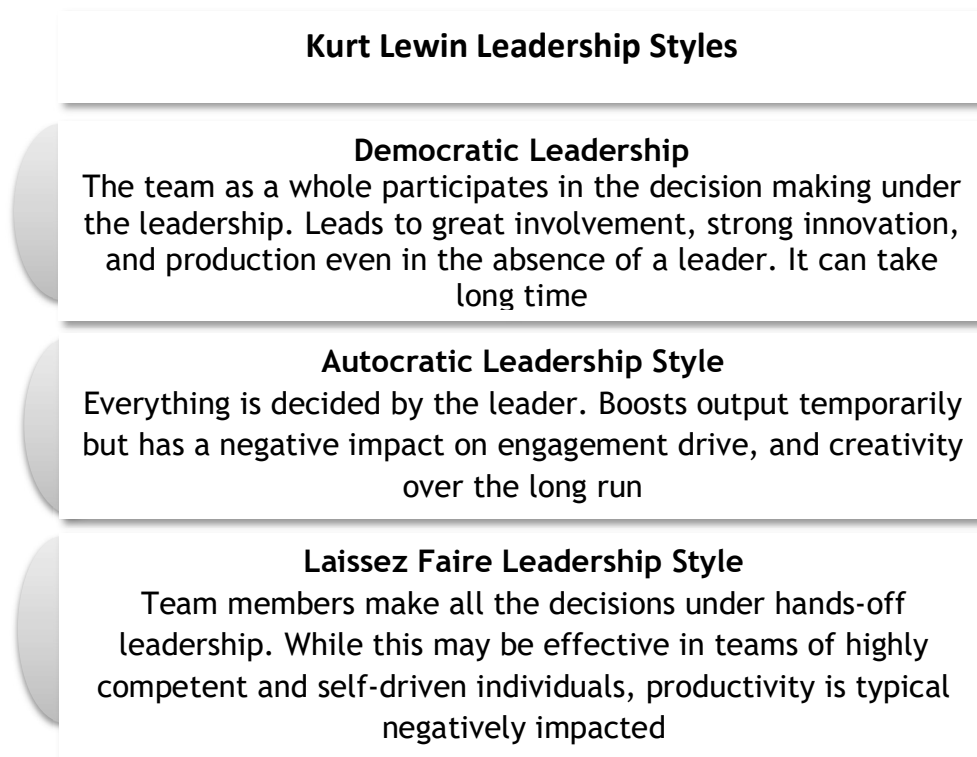 Kurt Lewin Leadership Styles
Democratic Leadership
The team as a whole participates in the decision making under
the leadership. Leads to great involvement, strong innovation,
and production even in the absence of a leader. It can take
long time
Autocratic Leadership Style
Everything is decided by the leader. Boosts output temporarily
but has a negative impact on engagement drive, and creativity
over the long run
Laissez Faire Leadership Style
Team members make all the decisions under hands-off
leadership. While this may be effective in teams of highly
competent and self-driven individuals, productivity is typical
negatively impacted